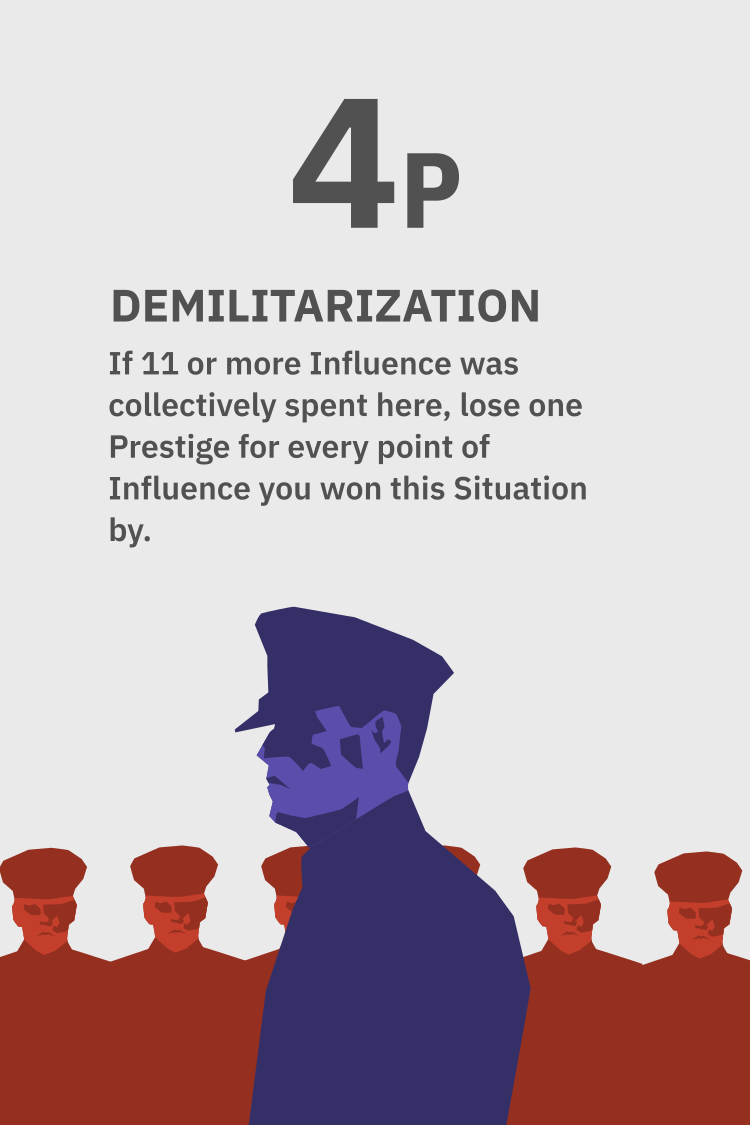 4P
DEMILITARIZATION
If 11 or more Influence was
collectively spent here, lose one
Prestige for every point of
Influence you won this Situation
by.